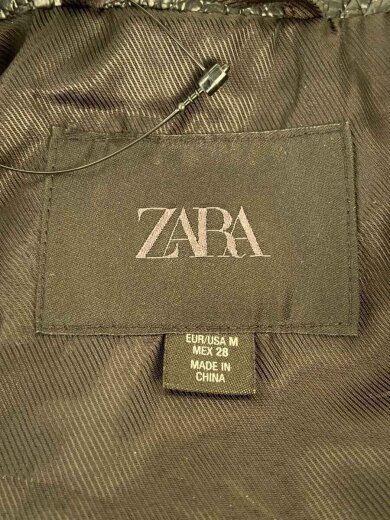 ZARA
EUR/USA M
MEX 28
MADE IN
CHINA